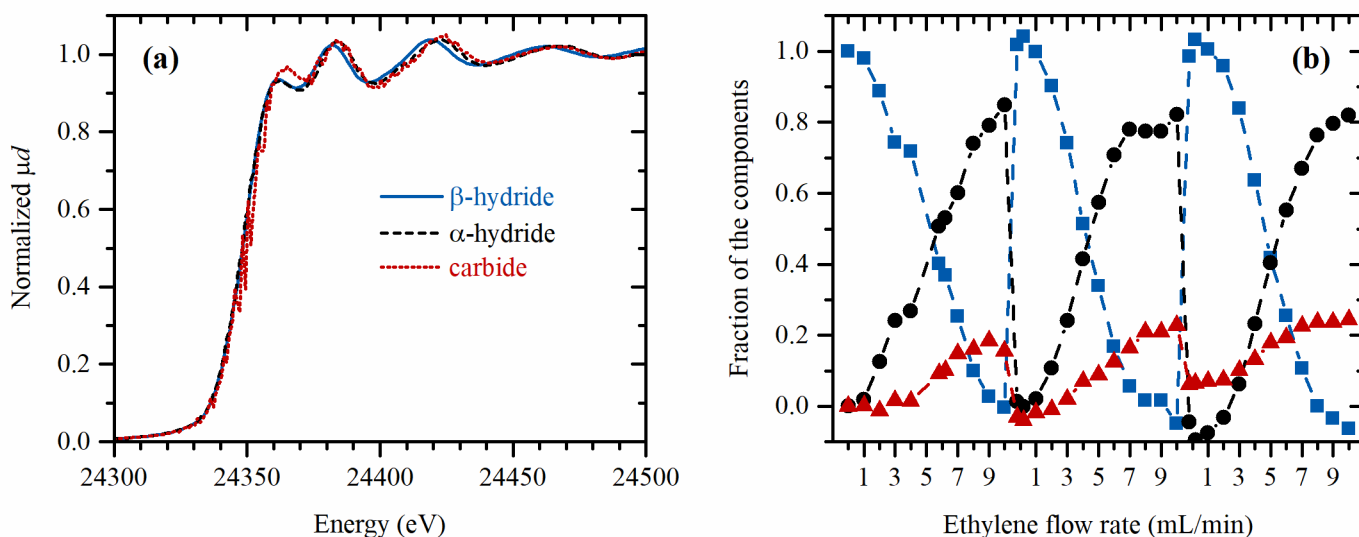 (a)
Normalized μd
1.0
0.8
0.6
0.4
0.2
0.0
β-hydride
α-hydride
carbide
24300 24350 24400 24450 24500
Energy (eV)
(b)
Fraction of the components
1.0
0.8
0.6
0.4
0.2
0.0
1 3 5 7 9 1 3 5 7 9 1 3 5 7 9
Ethylene flow rate (mL/min)